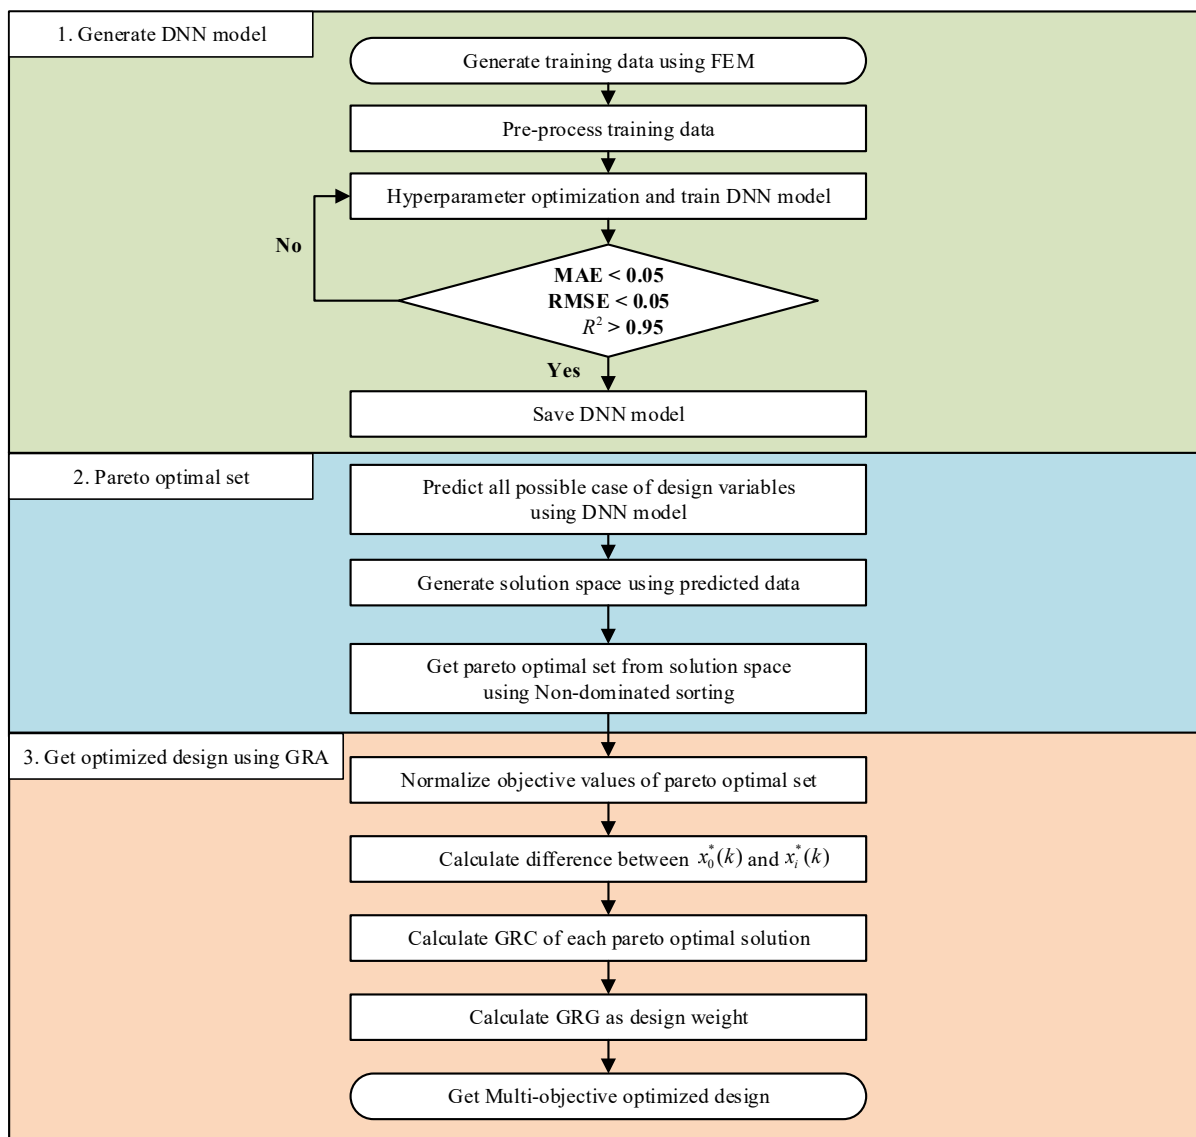 1. Generate DNN model
Generate training data using FEM
Pre-process training data
Hyperparameter optimization and train DNN model
No
MAE < 0.05
RMSE < 0.05
R² > 0.95
Yes
Save DNN model
2. Pareto optimal set
Predict all possible case of design variables
using DNN model
Generate solution space using predicted data
Get pareto optimal set from solution space
using Non-dominated sorting
3. Get optimized design using GRA
Normalize objective values of pareto optimal set
Calculate difference between x₀*(k) and xᵢ*(k)
Calculate GRC of each pareto optimal solution
Calculate GRG as design weight
Get Multi-objective optimized design